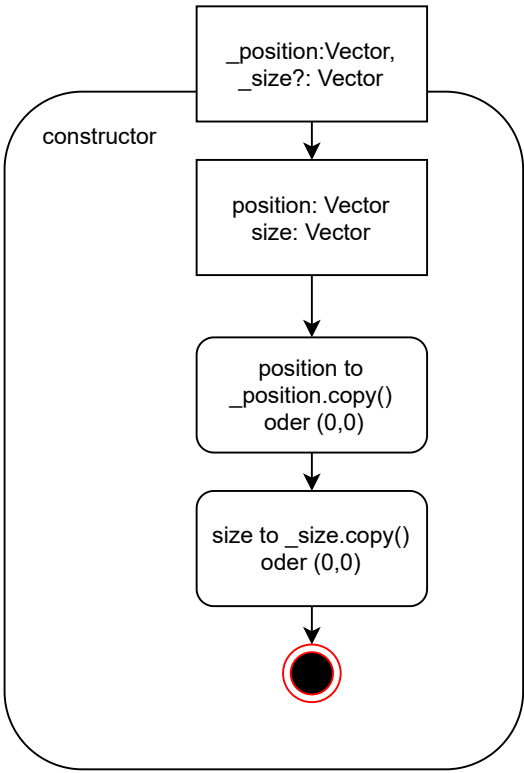 _position:Vector,
_size?: Vector
constructor
position: Vector
size: Vector
position to
_position.copy()
oder (0,0)
size to _size.copy()
oder (0,0)